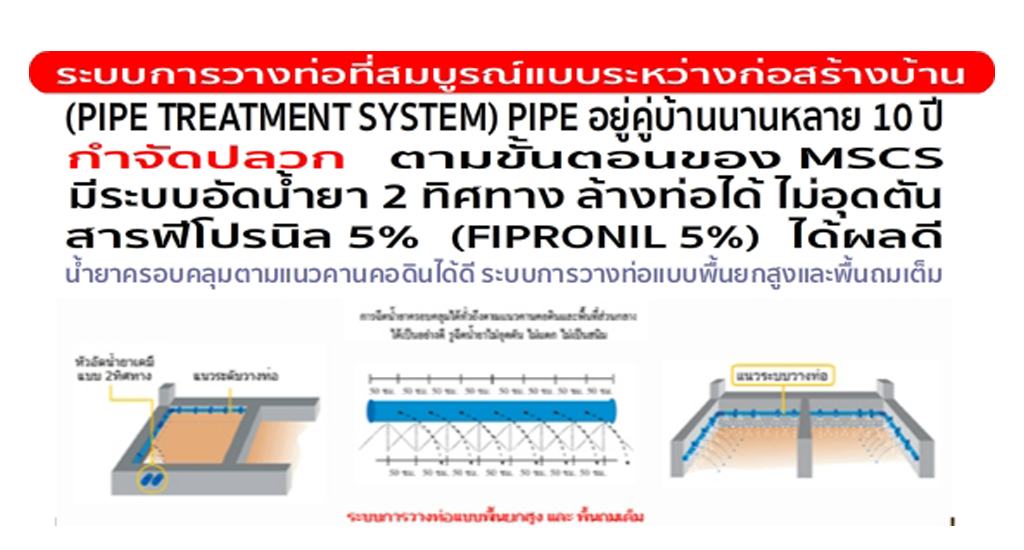 ระบบการวางท่อที่สมบูรณ์แบบระหว่างก่อสร้างบ้าน
(PIPE TREATMENT SYSTEM) PIPE อยู่คู่บ้านนานหลาย 10 ปี
กำจัดปลวก ตามขั้นตอนของ MSCS
มีระบบอัดน้ำยา 2 ทิศทาง ล้างท่อได้ ไม่อุดตัน
สารฟิโปรนิล 5% (FIPRONIL 5%) ได้ผลดี
น้ำยาครอบคลุมตามแนวคานคอดินได้ดี ระบบการวางท่อแบบพื้นยกสูงและพื้นถมเต็ม
การฉีดน้ำยาครอบคลุมได้ทั่วถึงตามแนวคานคอดินและพื้นที่ส่วนกลาง
ได้เป็นอย่างดี รูฉีดน้ำยาไม่อุดตัน ไม่แตก ไม่เป็นสนิม
หัวอัดน้ำยาเคมี
แบบ 2ทิศทาง
แนวระดับวางท่อ
50 ซม. 50 ซม. 50 ซม. 50 ซม. 50 ซม. 50 ซม. 50 ซม. 50 ซม.
50 ซม. 50 ซม. 50 ซม. 50 ซม. 50 ซม. 50 ซม. 50 ซม.
แนวระบบวางท่อ
ระบบการวางท่อแบบพื้นยกสูง และ พื้นถมเต็ม